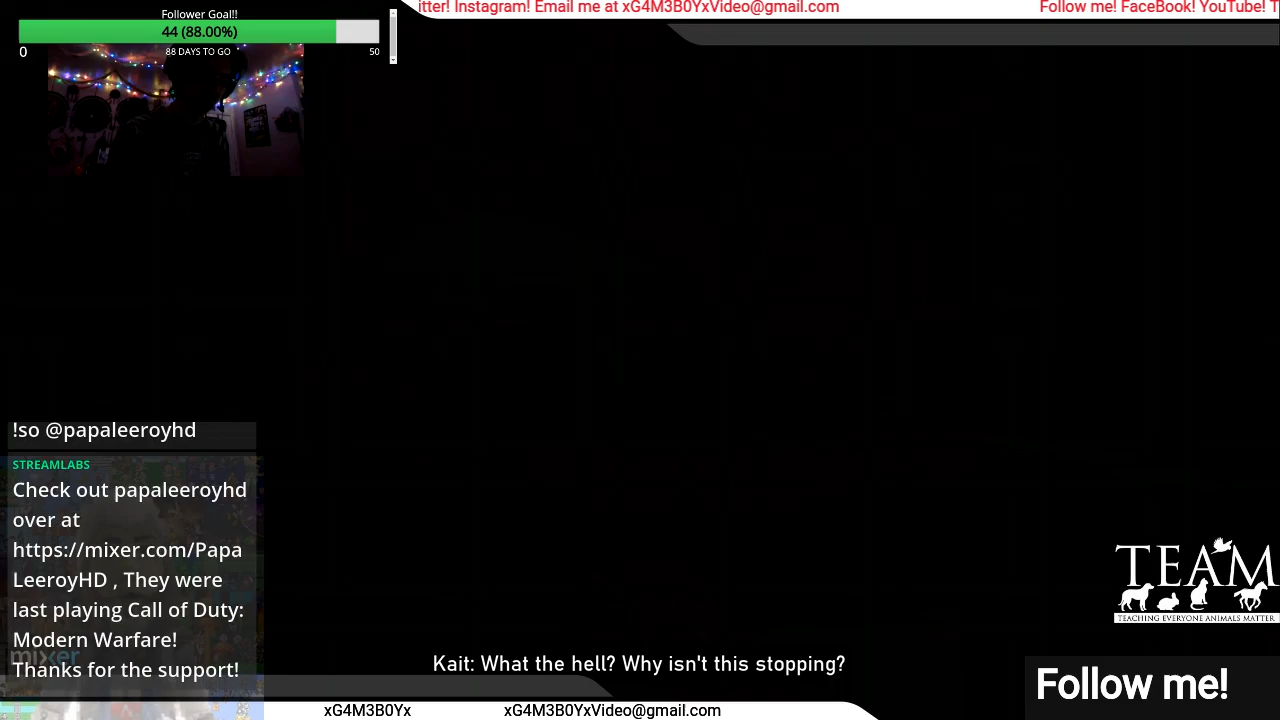 Follower Goal!!
44 (88.00%)
0
88 DAYS TO GO
50
itter! Instagram! Email me at xG4M3B0YxVideo@gmail.com
Follow me! FaceBook! YouTube! T
!so @papaleeroyhd
STREAMLABS
Check out papaleeroyhd
over at
https://mixer.com/Papa
LeeroyHD , They were
last playing Call of Duty:
Modern Warfare!
Thanks for the support!
mixer
Kait: What the hell? Why isn't this stopping?
TEAM
TEACHING EVERYONE ANIMALS MATTER
Follow me!
xG4M3B0Yx
xG4M3B0YxVideo@gmail.com